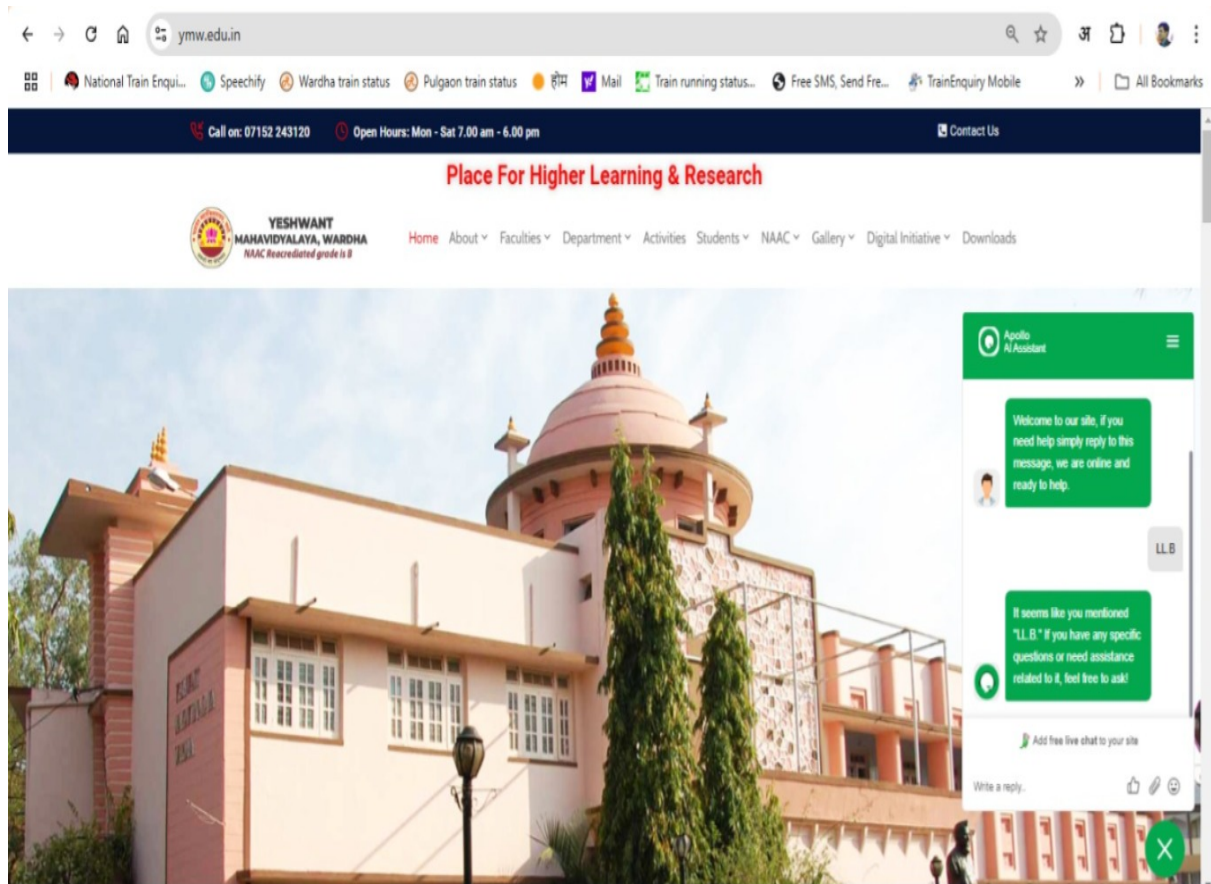 ymw.edu.in
अ
National Train Enqui...
Speechify
Wardha train status
Pulgaon train status
होम
Mail
Train running status...
Free SMS, Send Fre...
TrainEnquiry Mobile
»
All Bookmarks
Call on: 07152 243120
Open Hours: Mon - Sat 7.00 am - 6.00 pm
Contact Us
Place For Higher Learning & Research
YESHWANT
MAHAVIDYALAYA, WARDHA
NAAC Reacrediated grade is B
Home About Faculties Department Activities Students NAAC Gallery Digital Initiative Downloads
Apollo
AI Assistant
Welcome to our site, if you
need help simply reply to this
message, we are online and
ready to help.
LL.B
It seems like you mentioned
"LL.B." If you have any specific
questions or need assistance
related to it, feel free to ask!
Add free live chat to your site
Write a reply..